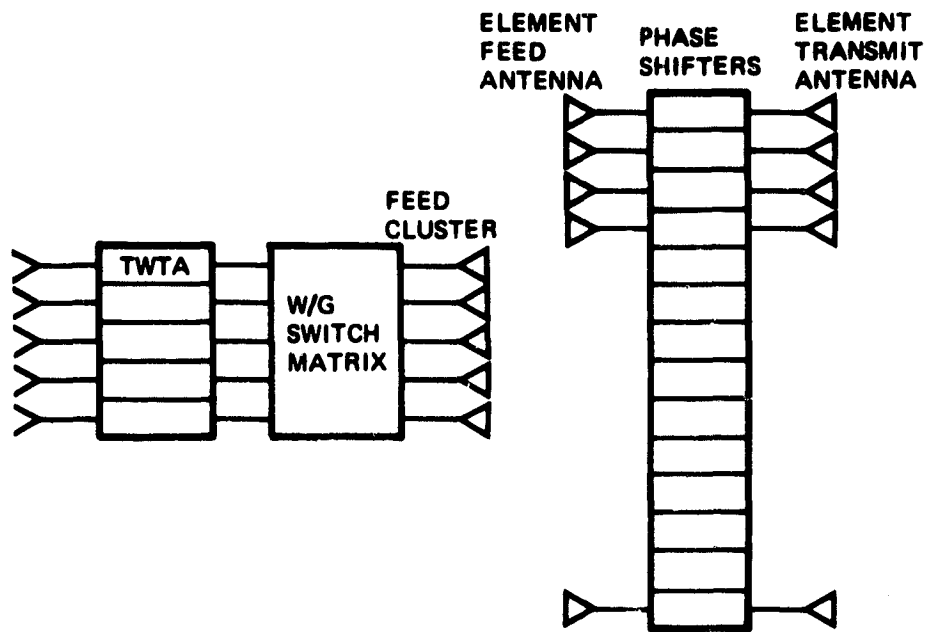 ELEMENT
FEED
ANTENNA
PHASE
SHIFTERS
ELEMENT
TRANSMIT
ANTENNA
FEED
CLUSTER
TWTA
W/G
SWITCH
MATRIX